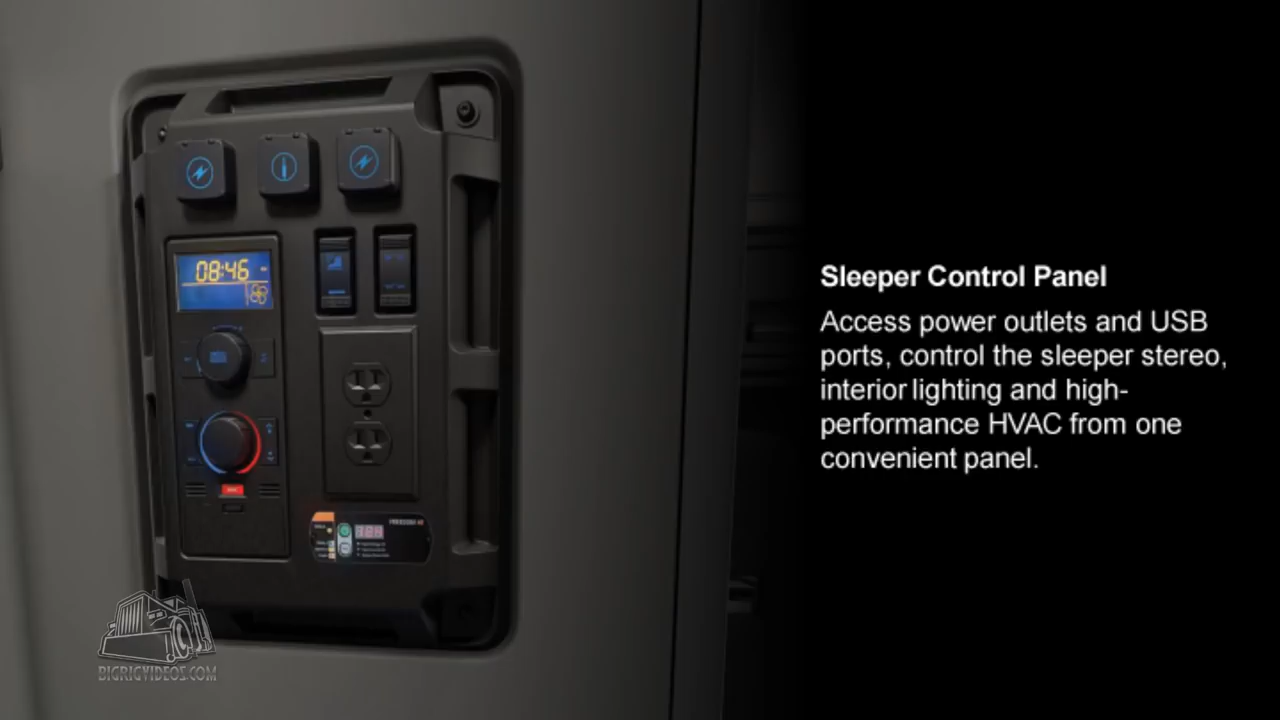 08:46
FREEDOM
Sleeper Control Panel
Access power outlets and USB
ports, control the sleeper stereo,
interior lighting and high-
performance HVAC from one
convenient panel.
BIGRIGVIDEOS.COM